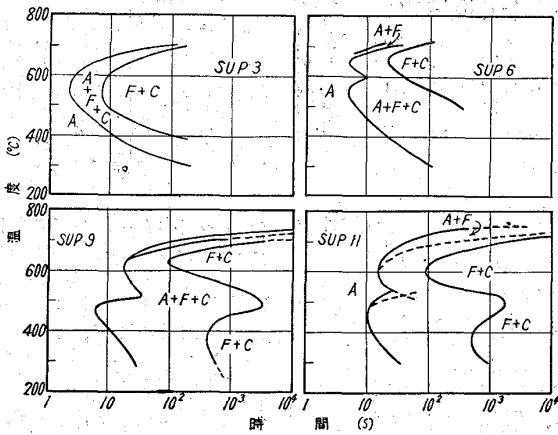 800
600
400
200
A
A
+
F
+
C
F+C
SUP 3
A+F
F+C
SUP 6
A
A+F+C
温度 (°C)
800
600
400
200
SUP 9
F+C
A+F+C
F+C
A+F
SUP 11
F+C
A
F+C
1 10 10² 10³ 10⁴ 1 10 10² 10³ 10⁴
時間 (S)